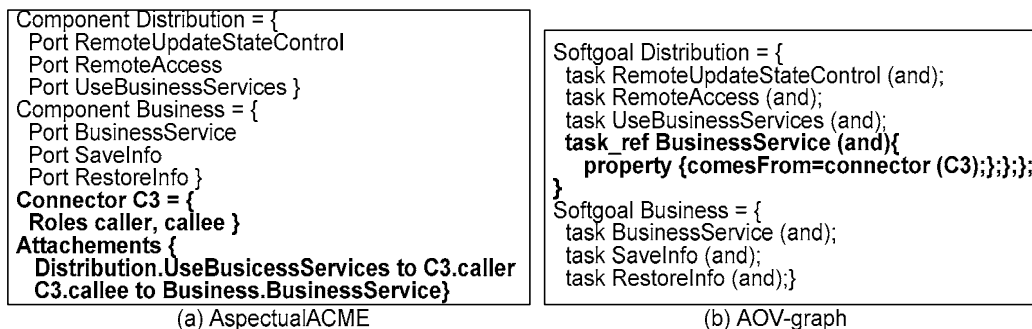 Component Distribution = {
Port RemoteUpdateStateControl
Port RemoteAccess
Port UseBusinessServices }
Component Business = {
Port BusinessService
Port SaveInfo
Port RestoreInfo }
Connector C3 = {
Roles caller, callee }
Attachements {
Distribution.UseBusicessServices to C3.caller
C3.callee to Business.BusinessService}
(a) AspectualACME
Softgoal Distribution = {
task RemoteUpdateStateControl (and);
task RemoteAccess (and);
task UseBusinessServices (and);
task_ref BusinessService (and){
property {comesFrom=connector (C3);};};};
}
Softgoal Business = {
task BusinessService (and);
task SaveInfo (and);
task RestoreInfo (and);}
(b) AOV-graph